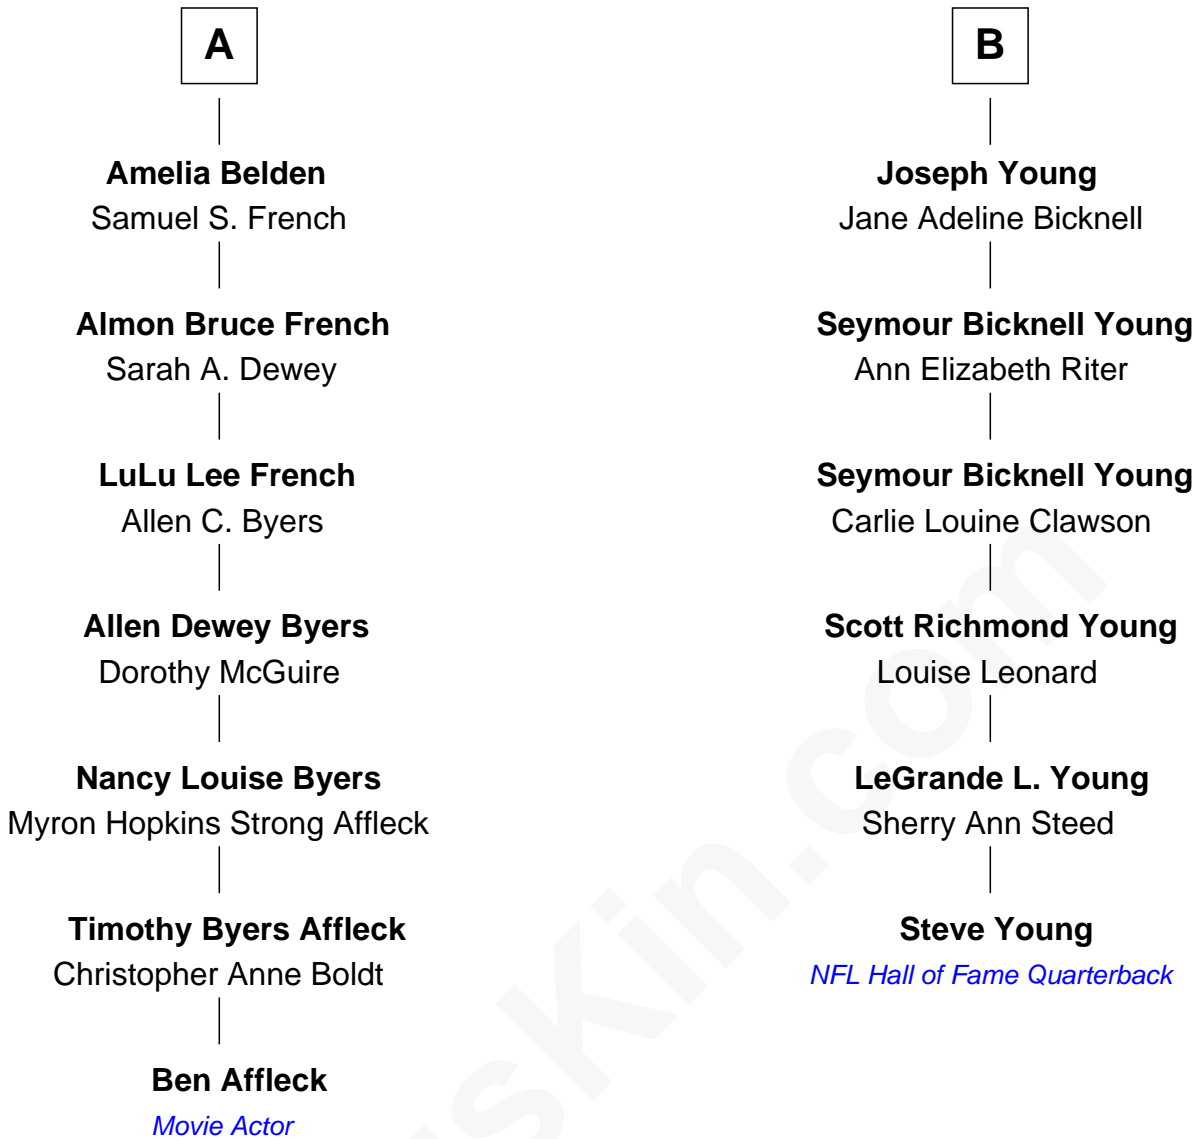 A
Amelia Belden
Samuel S. French
Almon Bruce French
Sarah A. Dewey
LuLu Lee French
Allen C. Byers
Allen Dewey Byers
Dorothy McGuire
Nancy Louise Byers
Myron Hopkins Strong Affleck
Timothy Byers Affleck
Christopher Anne Boldt
Ben Affleck
Movie Actor
B
Joseph Young
Jane Adeline Bicknell
Seymour Bicknell Young
Ann Elizabeth Riter
Seymour Bicknell Young
Carlie Louine Clawson
Scott Richmond Young
Louise Leonard
LeGrande L. Young
Sherry Ann Steed
Steve Young
NFL Hall of Fame Quarterback